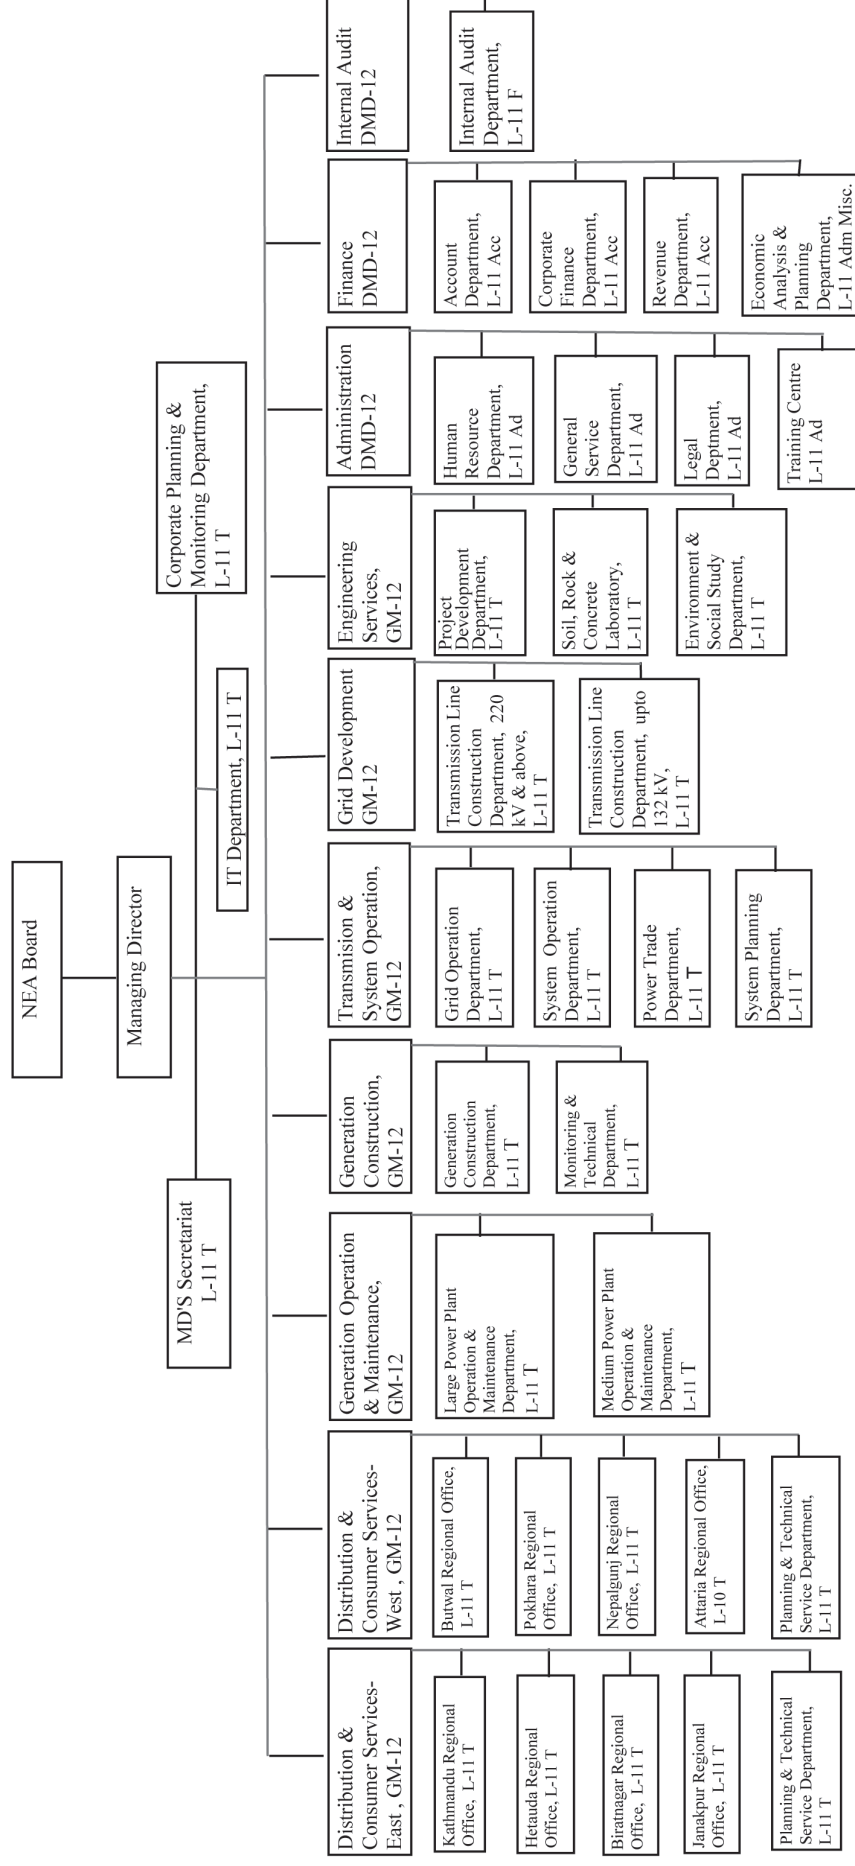 NEA Board
Managing Director
MD'S Secretariat
L-11 T
IT Department, L-11 T
Corporate Planning &
Monitoring Department,
L-11 T
Distribution &
Consumer Services-
East , GM-12
Kathmandu Regional
Office, L-11 T
Hetauda Regional
Office, L-11 T
Biratnagar Regional
Office, L-11 T
Janakpur Regional
Office, L-11 T
Planning & Technical
Service Department,
L-11 T
Distribution &
Consumer Services-
West , GM-12
Butwal Regional Office,
L-11 T
Pokhara Regional
Office, L-11 T
Nepalgunj Regional
Office, L-11 T
Attaria Regional Office,
L-10 T
Planning & Technical
Service Department,
L-11 T
Generation Operation
& Maintenance,
GM-12
Large Power Plant
Operation &
Maintenance
Department,
L-11 T
Medium Power Plant
Operation &
Maintenance
Department,
L-11 T
Generation
Construction,
GM-12
Generation
Construction
Department,
L-11 T
Monitoring &
Technical
Department,
L-11 T
Transmision &
System Operation,
GM-12
Grid Operation
Department,
L-11 T
System Operation
Department,
L-11 T
Power Trade
Department,
L-11 T
System Planning
Department,
L-11 T
Grid Development
GM-12
Transmission Line
Construction
Department, 220
kV & above,
L-11 T
Transmission Line
Construction
Department, upto
132 kV,
L-11 T
Engineering
Services,
GM-12
Project
Development
Department,
L-11 T
Soil, Rock &
Concrete
Laboratory,
L-11 T
Environment &
Social Study
Department,
L-11 T
Administration
DMD-12
Human
Resource
Department,
L-11 Ad
General
Service
Department,
L-11 Ad
Legal
Deptment,
L-11 Ad
Training Centre
L-11 Ad
Finance
DMD-12
Account
Department,
L-11 Acc
Corporate
Finance
Department,
L-11 Acc
Revenue
Department,
L-11 Acc
Economic
Analysis &
Planning
Department,
L-11 Adm Misc.
Internal Audit
DMD-12
Internal Audit
Department,
L-11 F